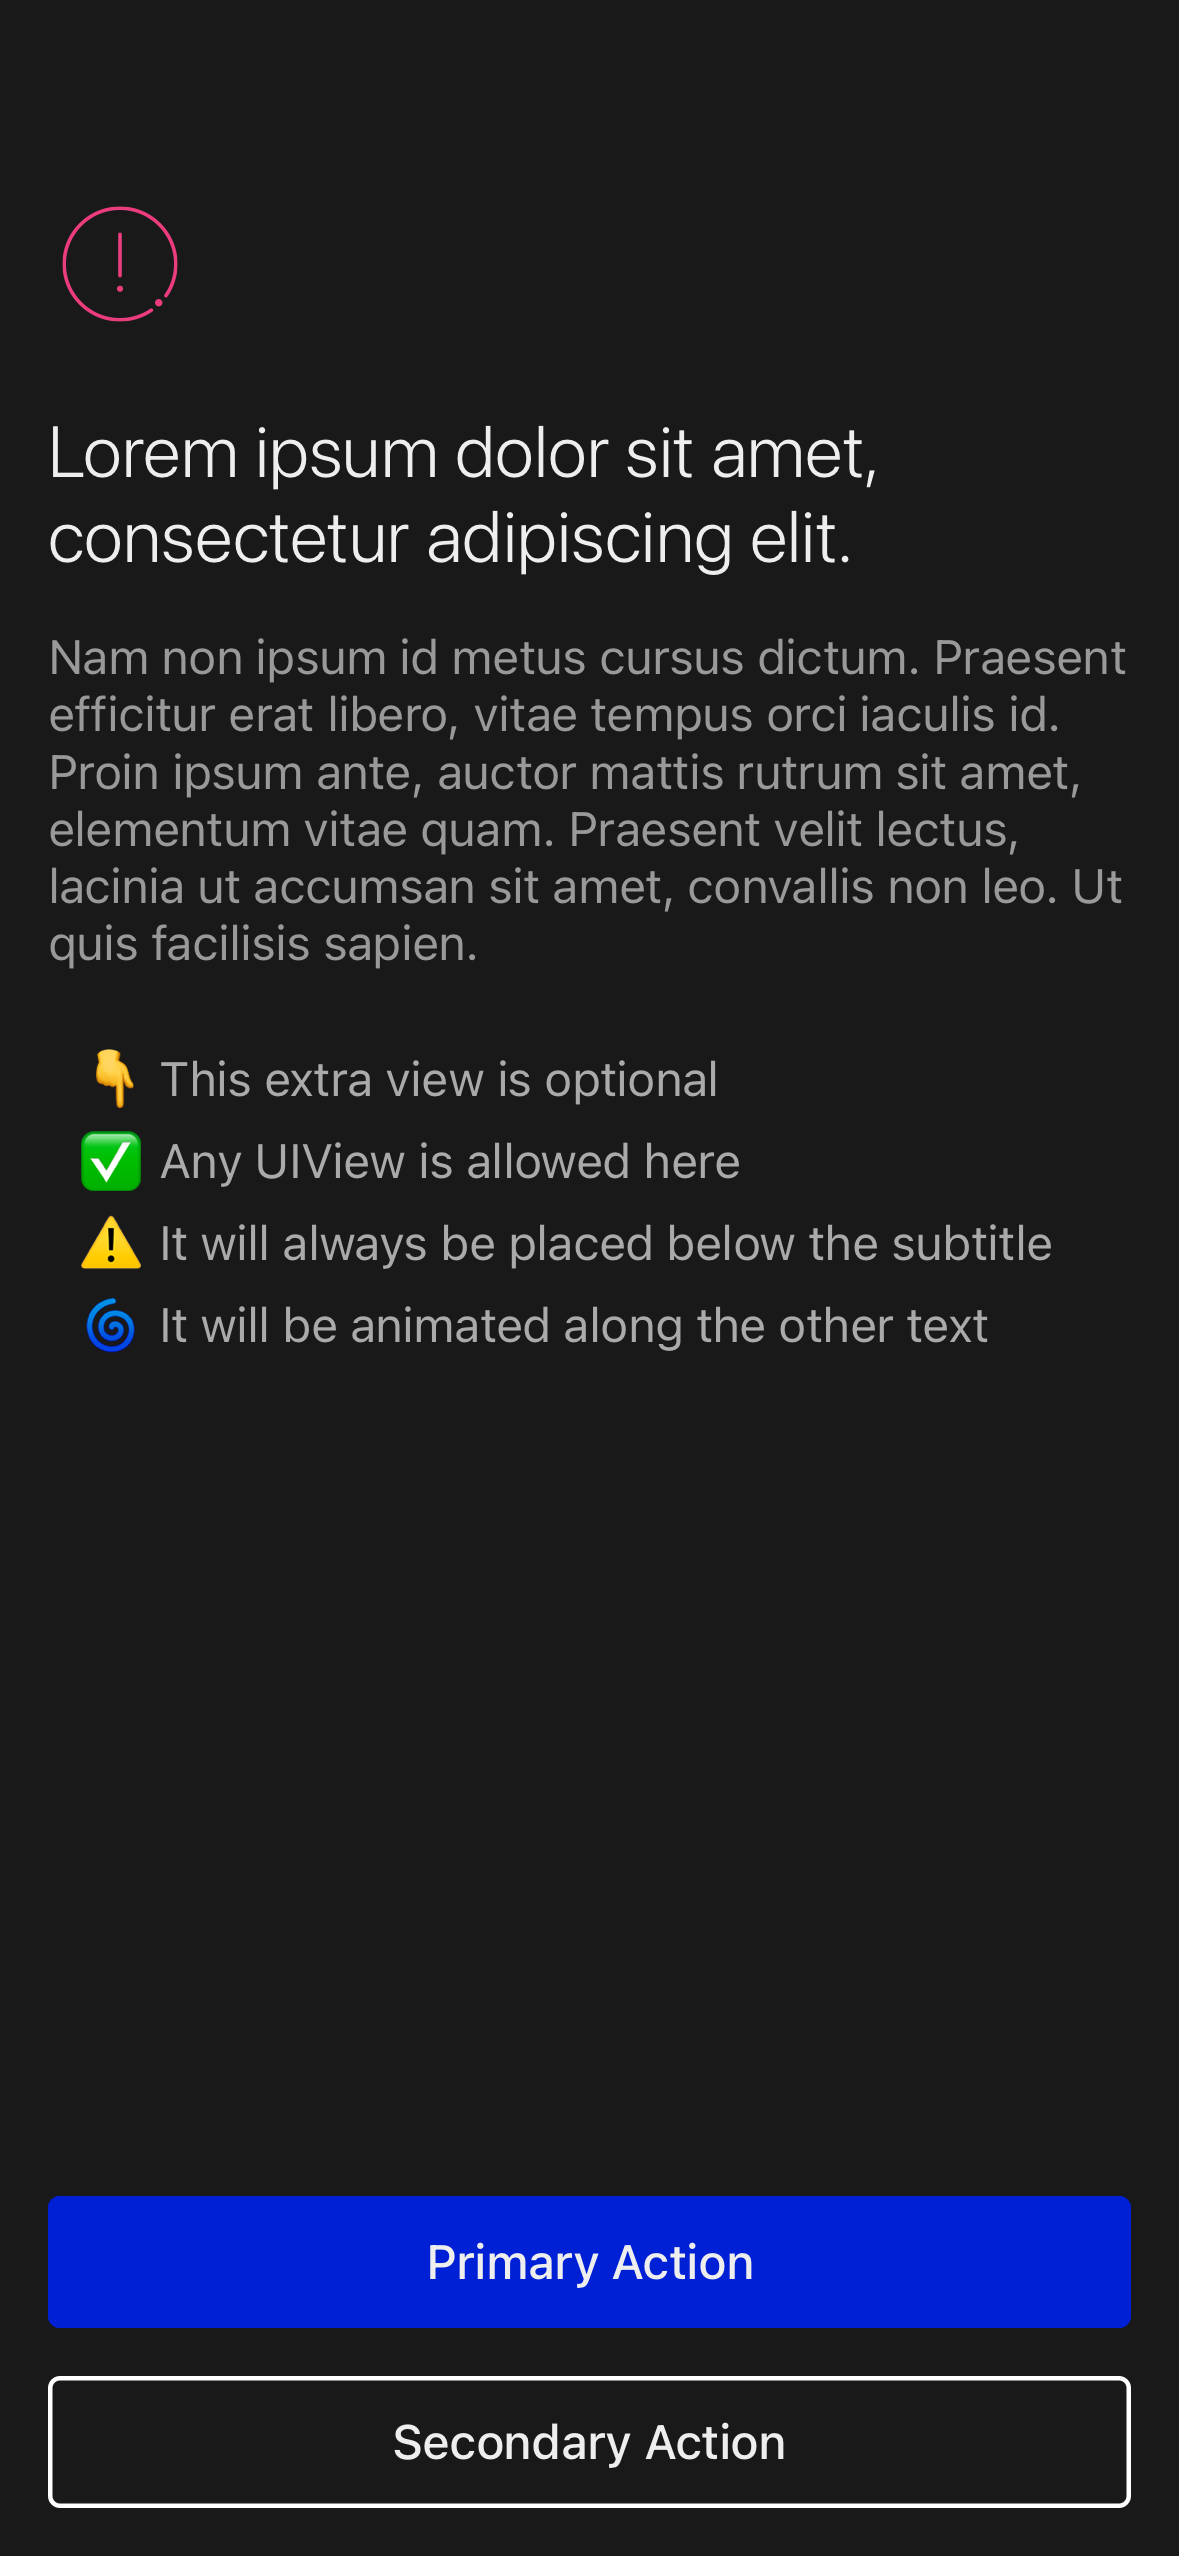 Lorem ipsum dolor sit amet,
consectetur adipiscing elit.
Nam non ipsum id metus cursus dictum. Praesent
efficitur erat libero, vitae tempus orci iaculis id.
Proin ipsum ante, auctor mattis rutrum sit amet,
elementum vitae quam. Praesent velit lectus,
lacinia ut accumsan sit amet, convallis non leo. Ut
quis facilisis sapien.
👇 This extra view is optional
✅ Any UIView is allowed here
⚠️ It will always be placed below the subtitle
🌀 It will be animated along the other text
Primary Action
Secondary Action